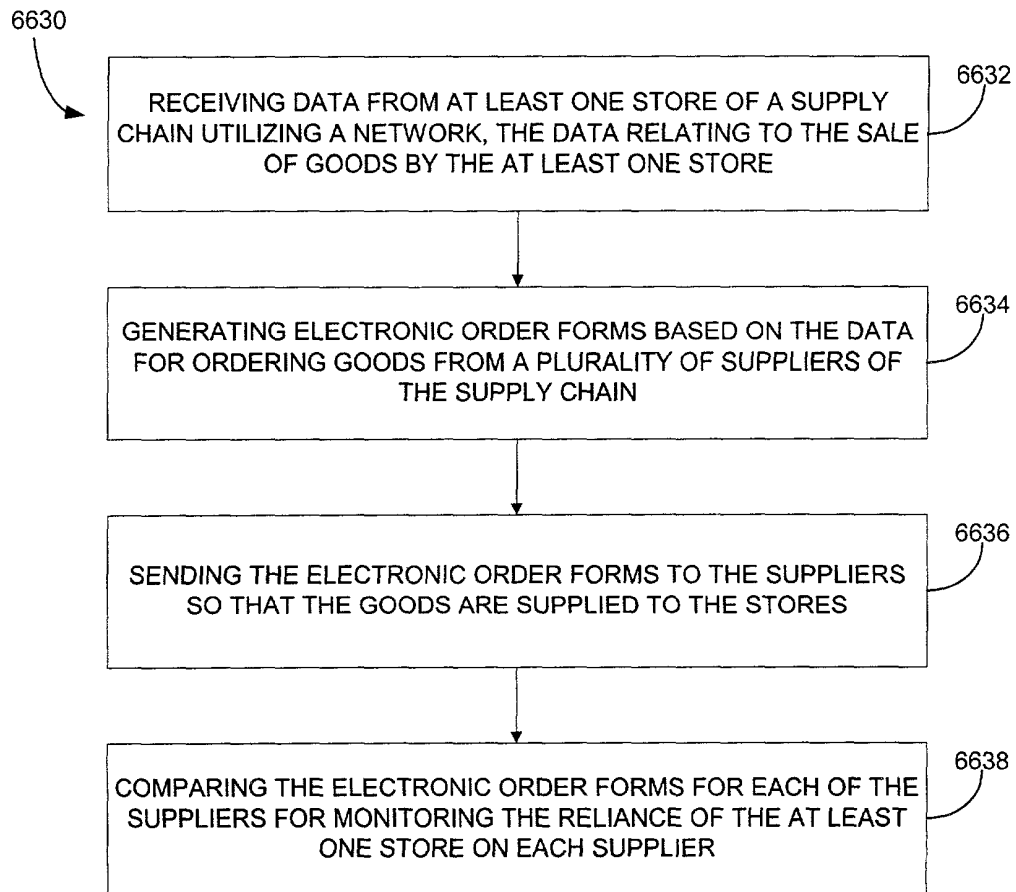 6630
6632
RECEIVING DATA FROM AT LEAST ONE STORE OF A SUPPLY
CHAIN UTILIZING A NETWORK, THE DATA RELATING TO THE SALE
OF GOODS BY THE AT LEAST ONE STORE
6634
GENERATING ELECTRONIC ORDER FORMS BASED ON THE DATA
FOR ORDERING GOODS FROM A PLURALITY OF SUPPLIERS OF
THE SUPPLY CHAIN
6636
SENDING THE ELECTRONIC ORDER FORMS TO THE SUPPLIERS
SO THAT THE GOODS ARE SUPPLIED TO THE STORES
6638
COMPARING THE ELECTRONIC ORDER FORMS FOR EACH OF THE
SUPPLIERS FOR MONITORING THE RELIANCE OF THE AT LEAST
ONE STORE ON EACH SUPPLIER